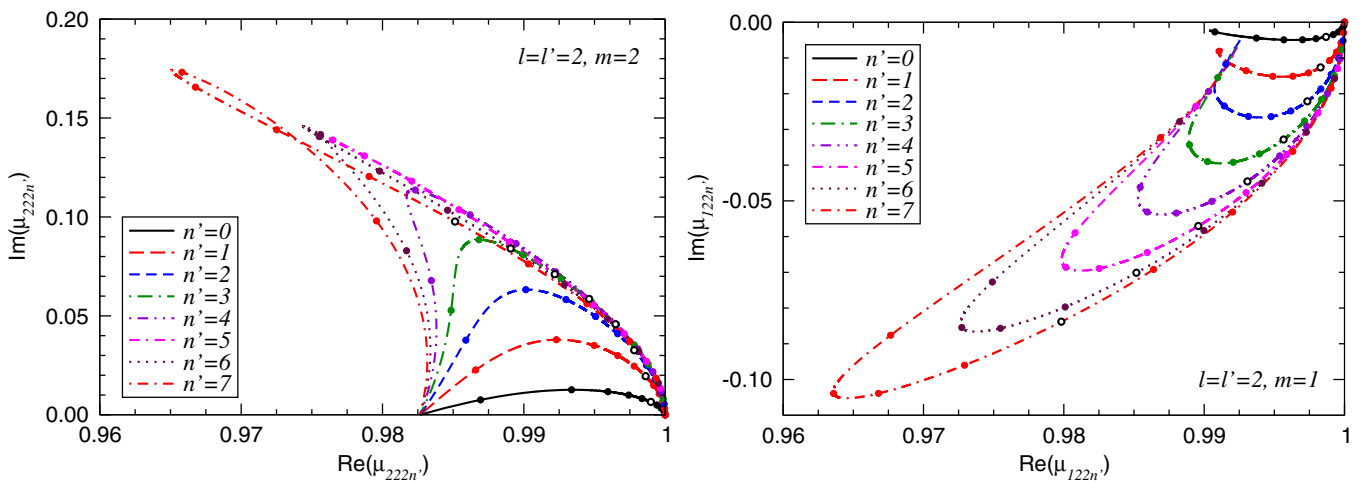 0.20
0.15
0.10
0.05
0.00
Im(μ222n')
l=l'=2, m=2
n'=0
n'=1
n'=2
n'=3
n'=4
n'=5
n'=6
n'=7
0.96 0.97 0.98 0.99 1
Re(μ222n')
0.00
-0.05
-0.10
Im(μ122n')
n'=0
n'=1
n'=2
n'=3
n'=4
n'=5
n'=6
n'=7
l=l'=2, m=1
0.96 0.97 0.98 0.99 1
Re(μ122n')